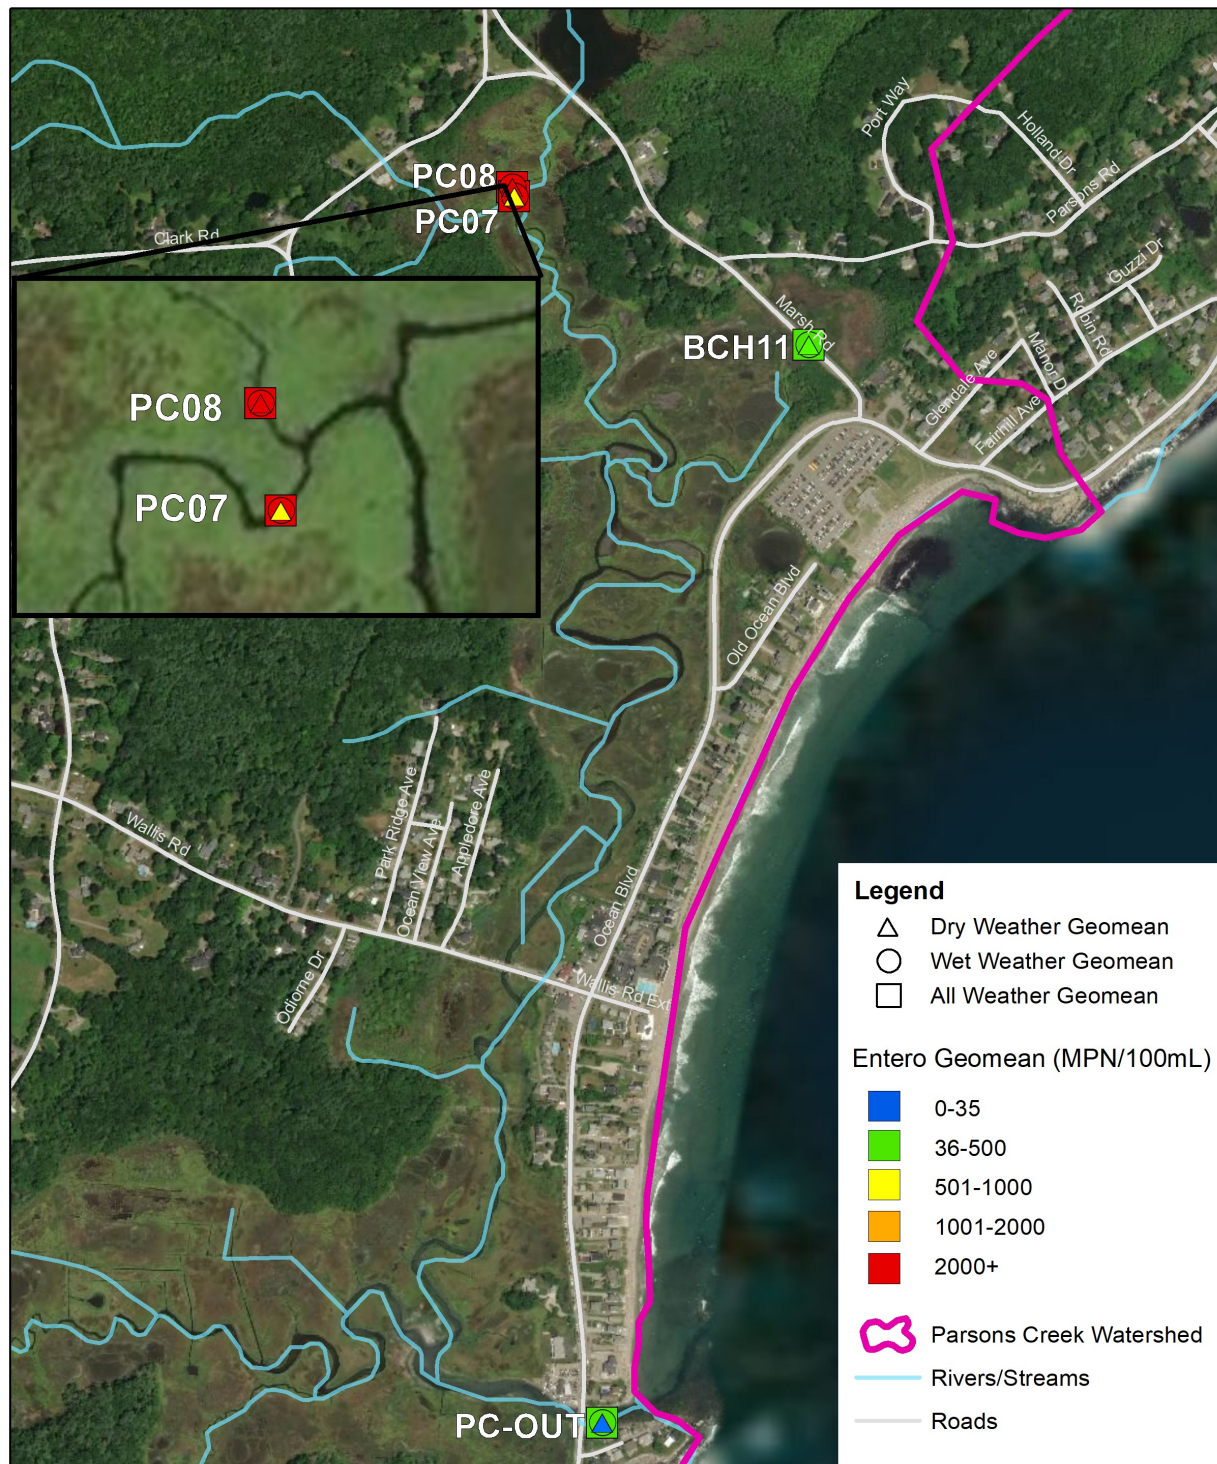 Port Way
Holland Dr
PC08
PC07
Parsons Rd
Clark Rd
Guzzi Dr
Marsh Rd
Robin Rd
BCH11
Manor D
Glendale Ave
Fairhill Ave
PC08
PC07
Old Ocean Blvd
Park Ridge Ave
Ocean View Ave
Appledore Ave
Wallis Rd
Ocean Blvd
Odiorne Dr
Wallis Rd Ext
Legend
Dry Weather Geomean
Wet Weather Geomean
All Weather Geomean
Entero Geomean (MPN/100mL)
0-35
36-500
501-1000
1001-2000
2000+
Parsons Creek Watershed
Rivers/Streams
Roads
PC-OUT